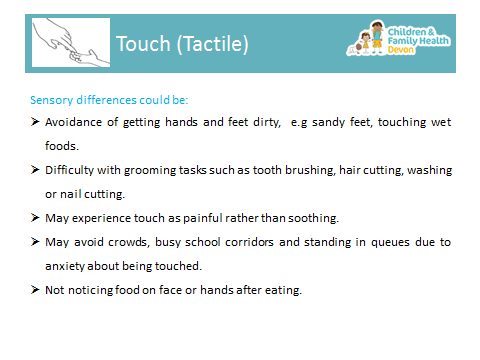 Touch (Tactile)
Children &
Family Health
Devon
Sensory differences could be:
➤ Avoidance of getting hands and feet dirty, e.g sandy feet, touching wet
foods.
➤ Difficulty with grooming tasks such as tooth brushing, hair cutting, washing
or nail cutting.
➤ May experience touch as painful rather than soothing.
➤ May avoid crowds, busy school corridors and standing in queues due to
anxiety about being touched.
➤ Not noticing food on face or hands after eating.